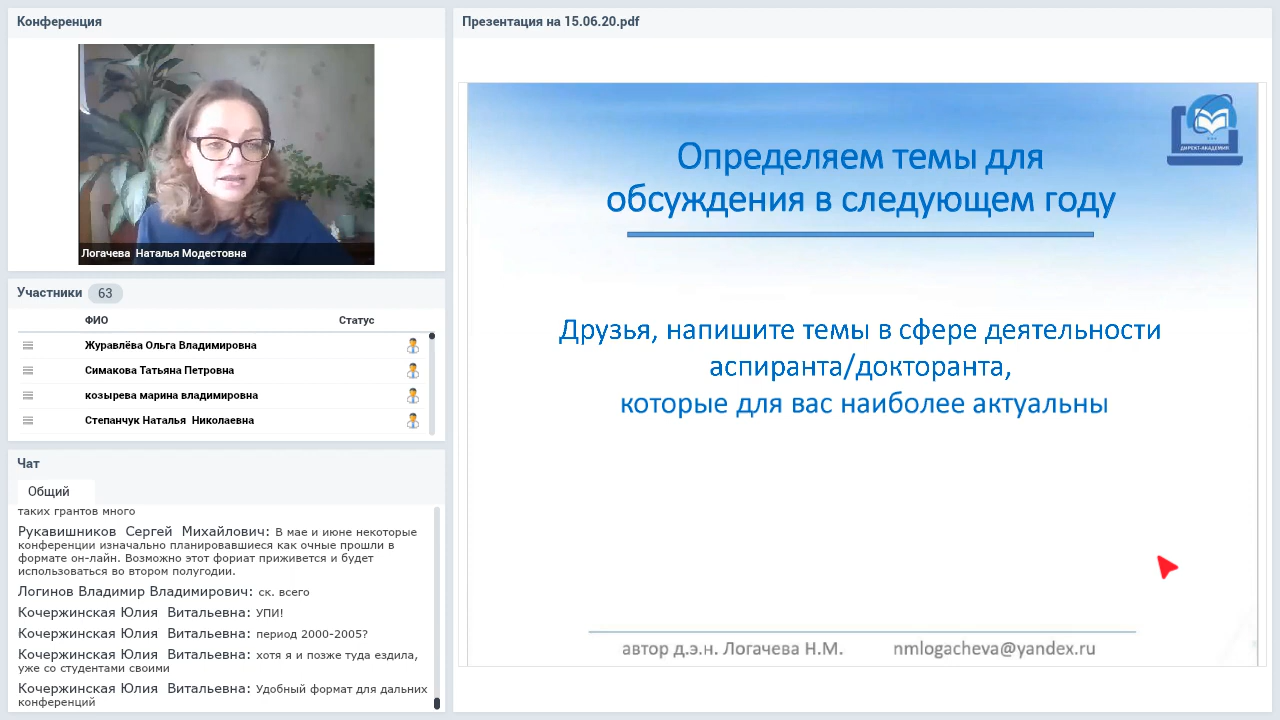 Конференция
Логачева Наталья Модестовна
Участники 63
ФИО Статус
Журавлёва Ольга Владимировна
Симакова Татьяна Петровна
козырева марина владимировна
Степанчук Наталья Николаевна
Чат
Общий
таких грантов много
Рукавишников Сергей Михайлович: В мае и июне некоторые
конференции изначально планировавшиеся как очные прошли в
формате он-лайн. Возможно этот фориат приживется и будет
использоваться во втором полугодии.
Логинов Владимир Владимирович: ск. всего
Кочержинская Юлия Витальевна: УПИ!
Кочержинская Юлия Витальевна: период 2000-2005?
Кочержинская Юлия Витальевна: хотя я и позже туда ездила,
уже со студентами своими
Кочержинская Юлия Витальевна: Удобный формат для дальних
конференций
Презентация на 15.06.20.pdf
ДИРЕКТ-АКАДЕМИЯ
Определяем темы для
обсуждения в следующем году
Друзья, напишите темы в сфере деятельности
аспиранта/докторанта,
которые для вас наиболее актуальны
автор д.э.н. Логачева Н.М. nmlogacheva@yandex.ru